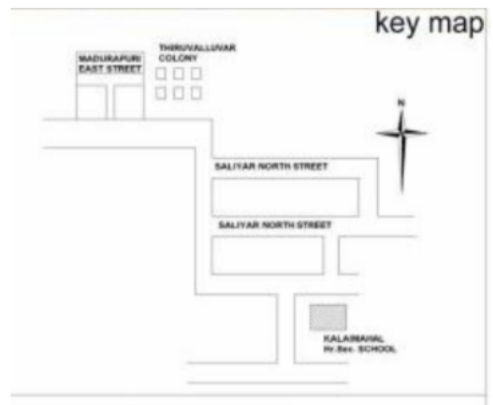 key map
MADURAPURI
EAST STREET
THIRUVALLUVAR
COLONY
N
SALIYAR NORTH STREET
SALIYAR NORTH STREET
KALAIMAHAL
Hr.Sec. SCHOOL